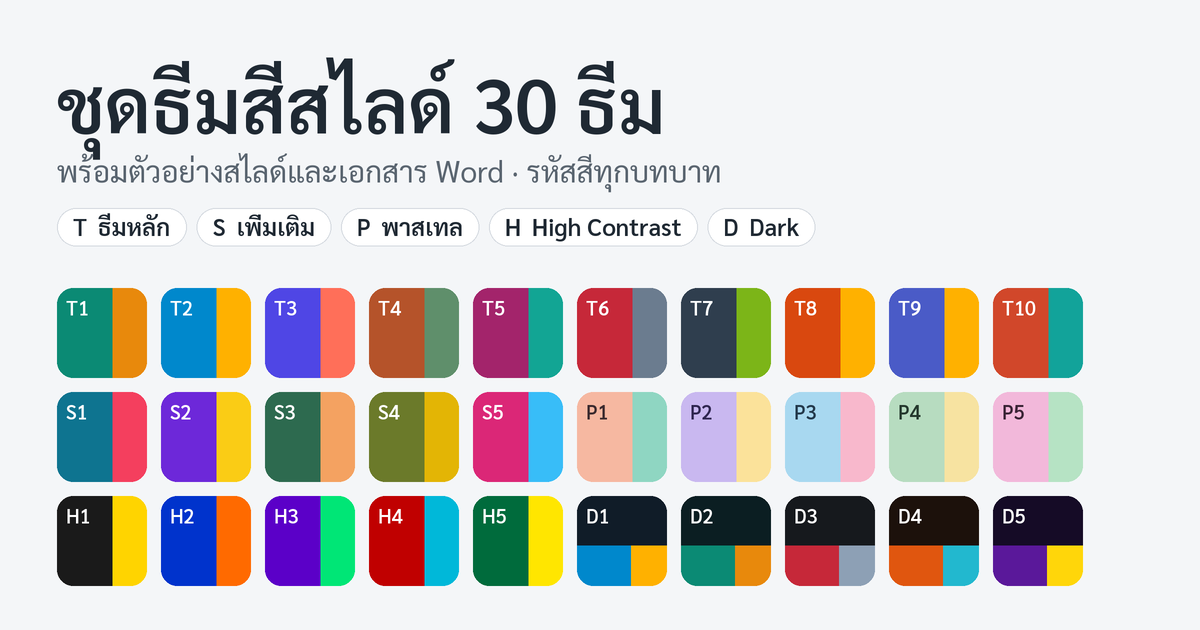 ชุดธีมสีสไลด์ 30 ธีม
พร้อมตัวอย่างสไลด์และเอกสาร Word · รหัสสีทุกบทบาท
T ธีมหลัก S เพิ่มเติม P พาสเทล H High Contrast D Dark
T1 T2 T3 T4 T5 T6 T7 T8 T9 T10
S1 S2 S3 S4 S5 P1 P2 P3 P4 P5
H1 H2 H3 H4 H5 D1 D2 D3 D4 D5